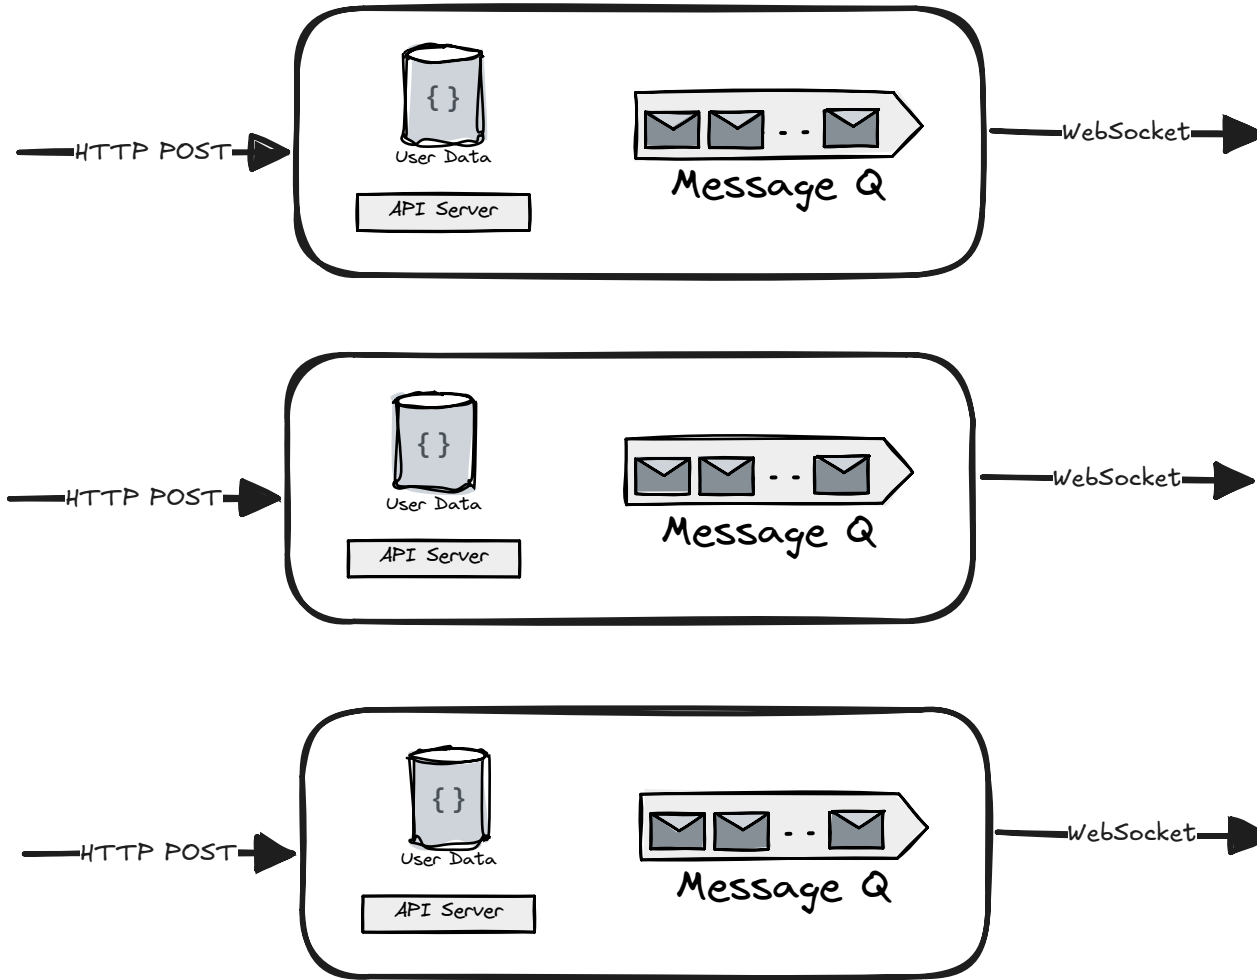 { }
User Data
API Server
HTTP POST
Message Q
WebSocket
{ }
User Data
API Server
HTTP POST
Message Q
WebSocket
{ }
User Data
API Server
HTTP POST
Message Q
WebSocket